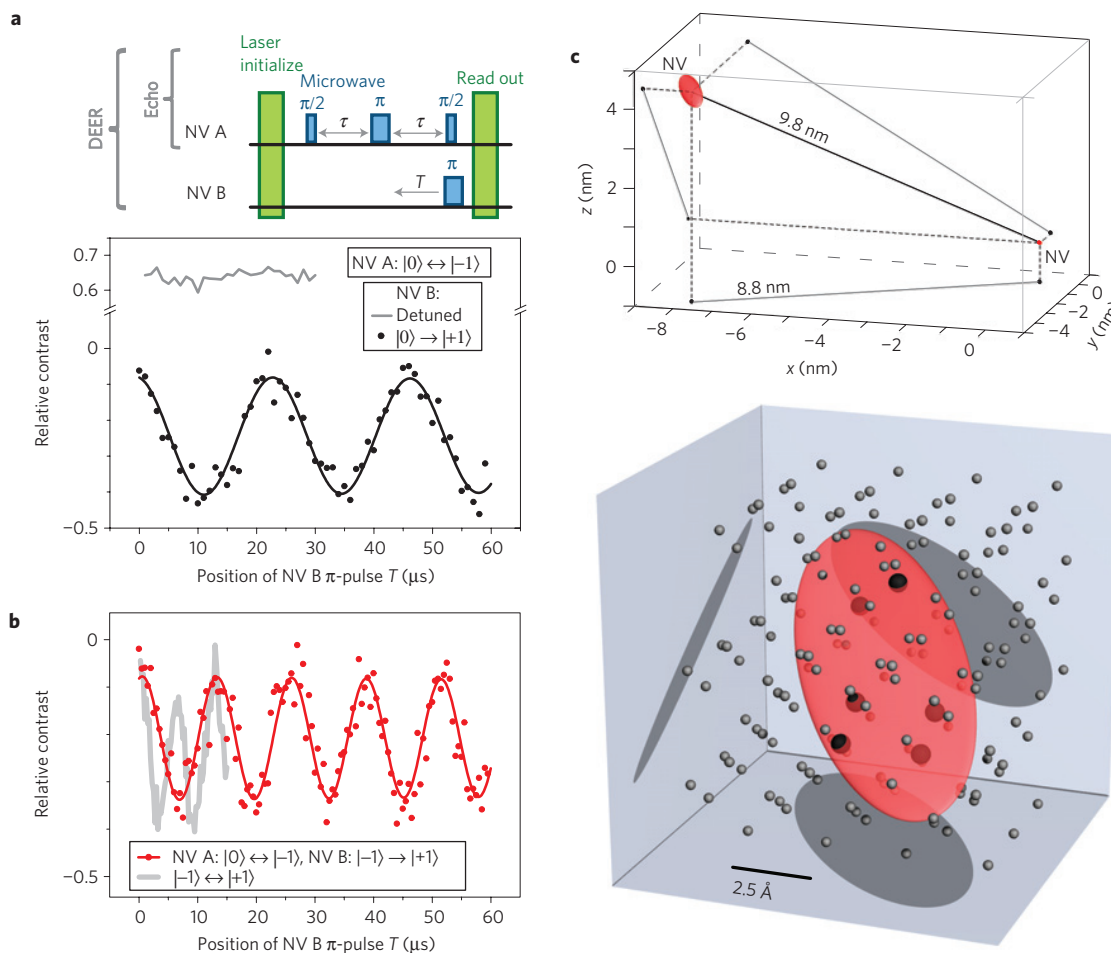 a
DEER
Echo
Laser
initialize
Microwave
Read out
π/2
π
π/2
NV A
τ
τ
π
NV B
T
0.7
0.6
0
−0.5
Relative contrast
NV A: |0⟩ ↔ |−1⟩
NV B:
Detuned
|0⟩ → |+1⟩
0 10 20 30 40 50 60
Position of NV B π-pulse T (μs)
b
0
−0.5
Relative contrast
NV A: |0⟩ ↔ |−1⟩, NV B: |−1⟩ → |+1⟩
|−1⟩ ↔ |+1⟩
0 10 20 30 40 50 60
Position of NV B π-pulse T (μs)
c
NV
9.8 nm
NV
8.8 nm
4
2
0
z (nm)
−8 −6 −4 −2 0
x (nm)
0
−2
−4
y (nm)
2.5 Å